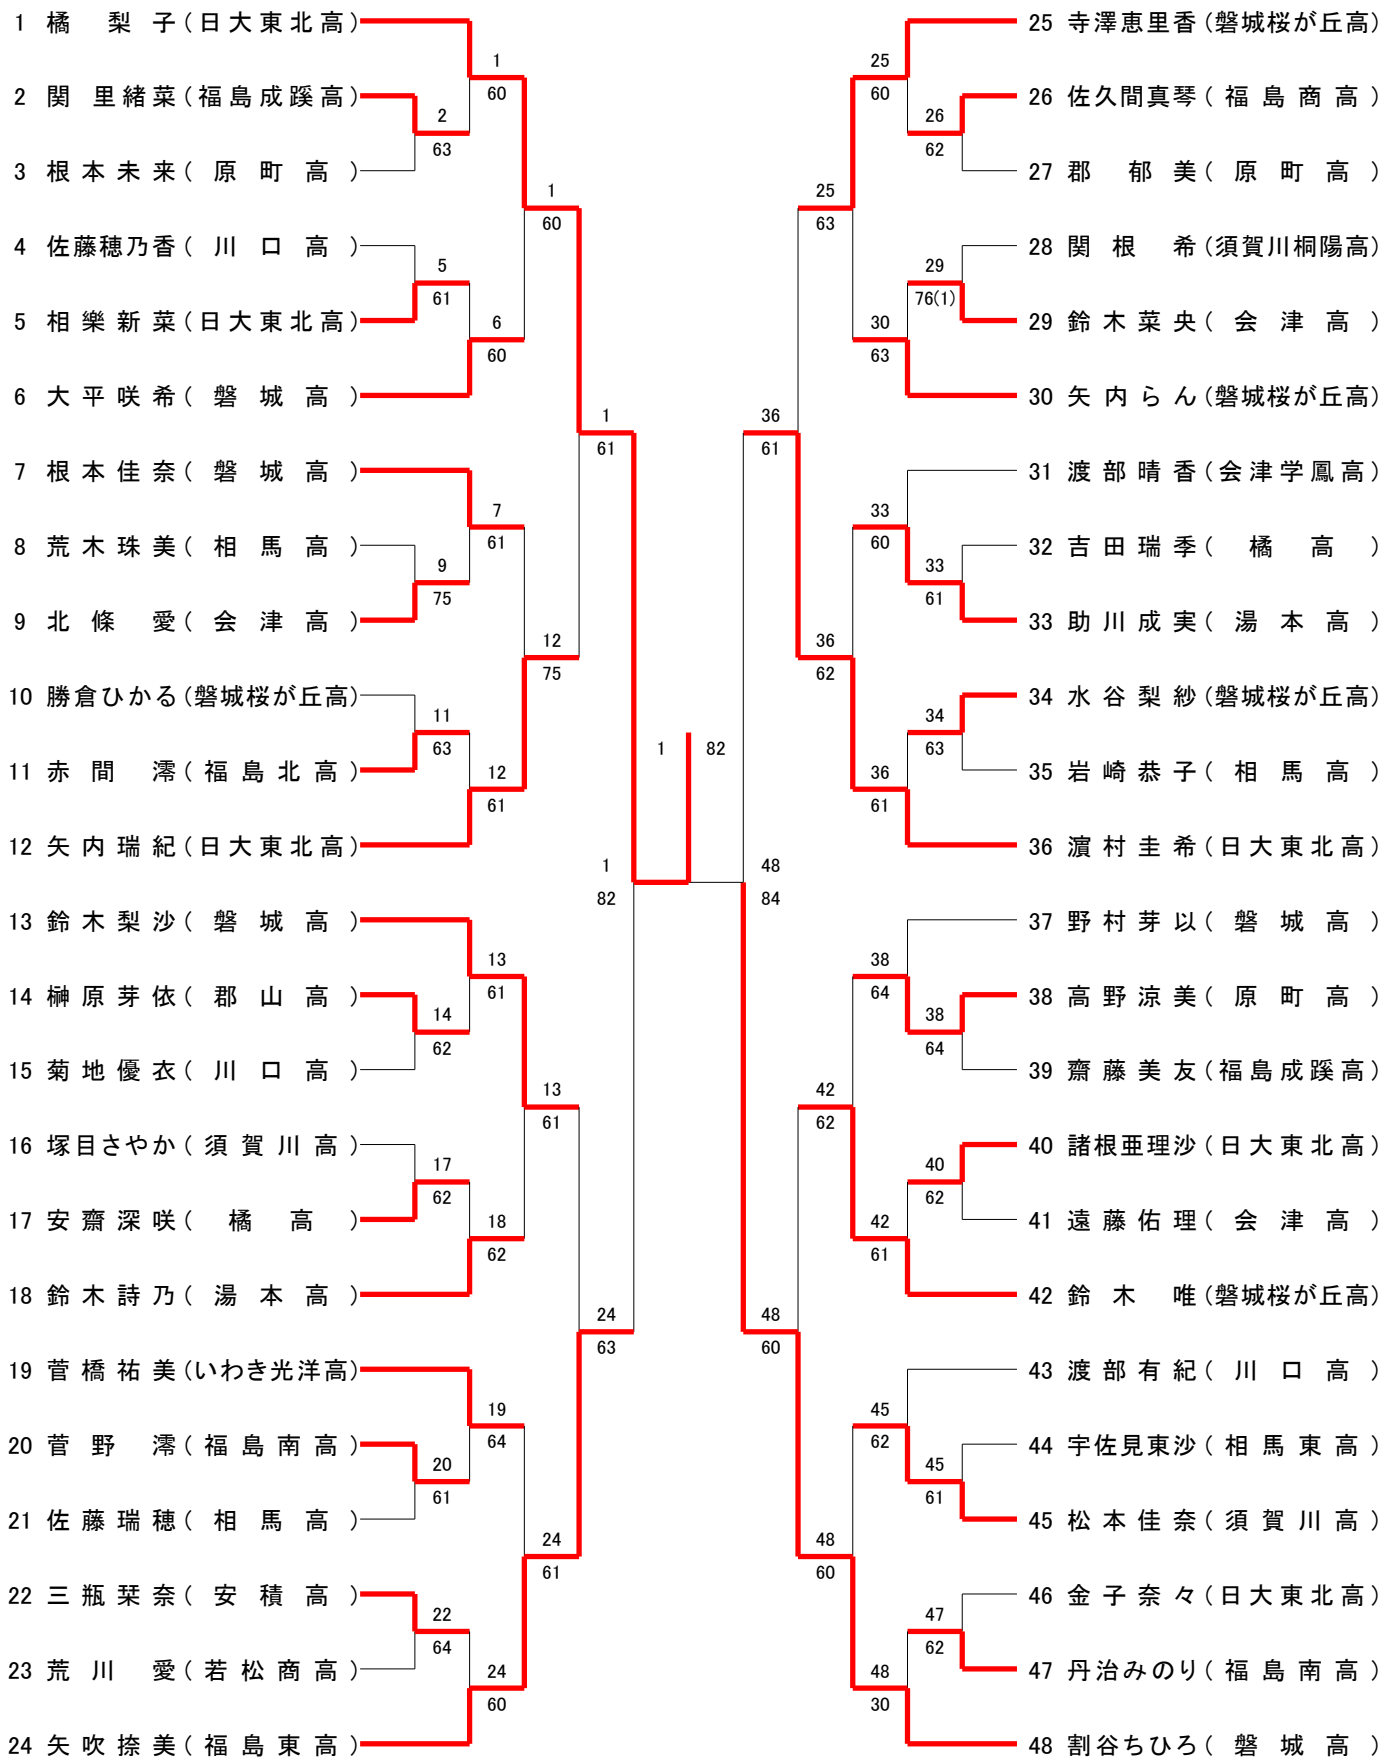 1 橘 梨 子 (日大東北高)
2 関 里緒菜 (福島成蹊高)
3 根本未来 (原町高)
4 佐藤穂乃香 (川口高)
5 相樂新菜 (日大東北高)
6 大平咲希 (磐城高)
7 根本佳奈 (磐城高)
8 荒木珠美 (相馬高)
9 北條 愛 (会津高)
10 勝倉ひかる (磐城桜が丘高)
11 赤間 澪 (福島北高)
12 矢内瑞紀 (日大東北高)
13 鈴木梨沙 (磐城高)
14 榊原芽依 (郡山高)
15 菊地優衣 (川口高)
16 塚目さやか (須賀川高)
17 安齋深咲 (橘高)
18 鈴木詩乃 (湯本高)
19 菅橋祐美 (いわき光洋高)
20 菅野 澪 (福島南高)
21 佐藤瑞穂 (相馬高)
22 三瓶栞奈 (安積高)
23 荒川 愛 (若松商高)
24 矢吹捺美 (福島東高)
2
63
5
61
9
75
11
63
14
62
17
62
20
61
22
64
1
60
6
60
7
61
12
61
13
61
18
62
19
64
24
60
1
60
12
75
13
61
24
61
1
61
24
63
1
82
1 82
48
84
36
61
48
60
25
63
36
62
42
62
48
60
25
60
30
63
33
60
36
61
38
64
42
61
45
62
48
30
26
62
29
76(1)
33
61
34
63
38
64
40
62
45
61
47
62
25 寺澤恵里香 (磐城桜が丘高)
26 佐久間真琴 (福島商高)
27 郡 郁美 (原町高)
28 関根 希 (須賀川桐陽高)
29 鈴木菜央 (会津高)
30 矢内らん (磐城桜が丘高)
31 渡部晴香 (会津学鳳高)
32 吉田瑞季 (橘高)
33 助川成実 (湯本高)
34 水谷梨紗 (磐城桜が丘高)
35 岩崎恭子 (相馬高)
36 濵村圭希 (日大東北高)
37 野村芽以 (磐城高)
38 高野涼美 (原町高)
39 齋藤美友 (福島成蹊高)
40 諸根亜理沙 (日大東北高)
41 遠藤佑理 (会津高)
42 鈴木 唯 (磐城桜が丘高)
43 渡部有紀 (川口高)
44 宇佐見東沙 (相馬東高)
45 松本佳奈 (須賀川高)
46 金子奈々 (日大東北高)
47 丹治みのり (福島南高)
48 割谷ちひろ (磐城高)